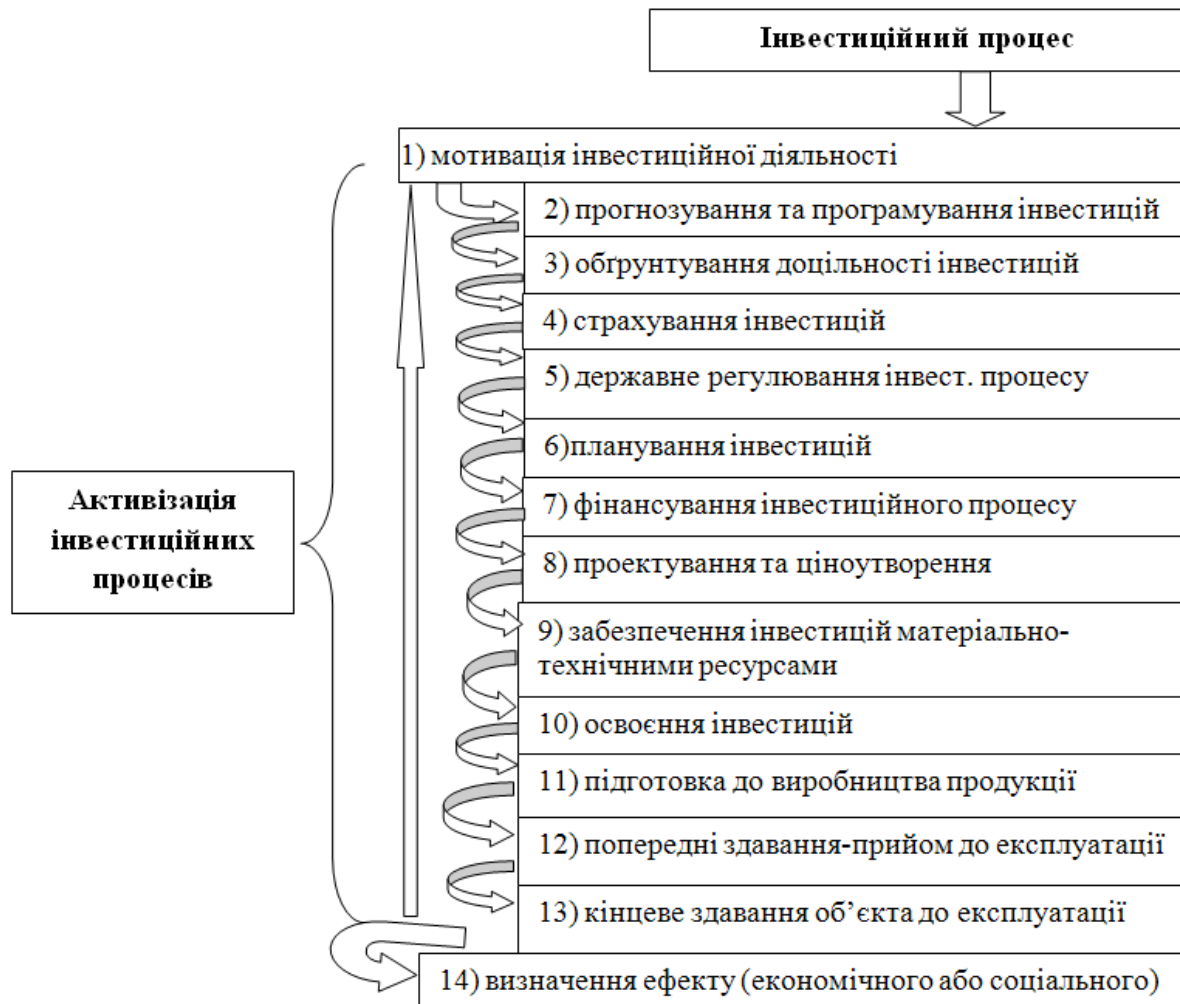 Інвестиційний процес
1) мотивація інвестиційної діяльності
2) прогнозування та програмування інвестицій
3) обґрунтування доцільності інвестицій
4) страхування інвестицій
5) державне регулювання інвест. процесу
6)планування інвестицій
7) фінансування інвестиційного процесу
8) проектування та ціноутворення
9) забезпечення інвестицій матеріально-
технічними ресурсами
10) освоєння інвестицій
11) підготовка до виробництва продукції
12) попередні здавання-прийом до експлуатації
13) кінцеве здавання об’єкта до експлуатації
14) визначення ефекту (економічного або соціального)
Активізація
інвестиційних
процесів